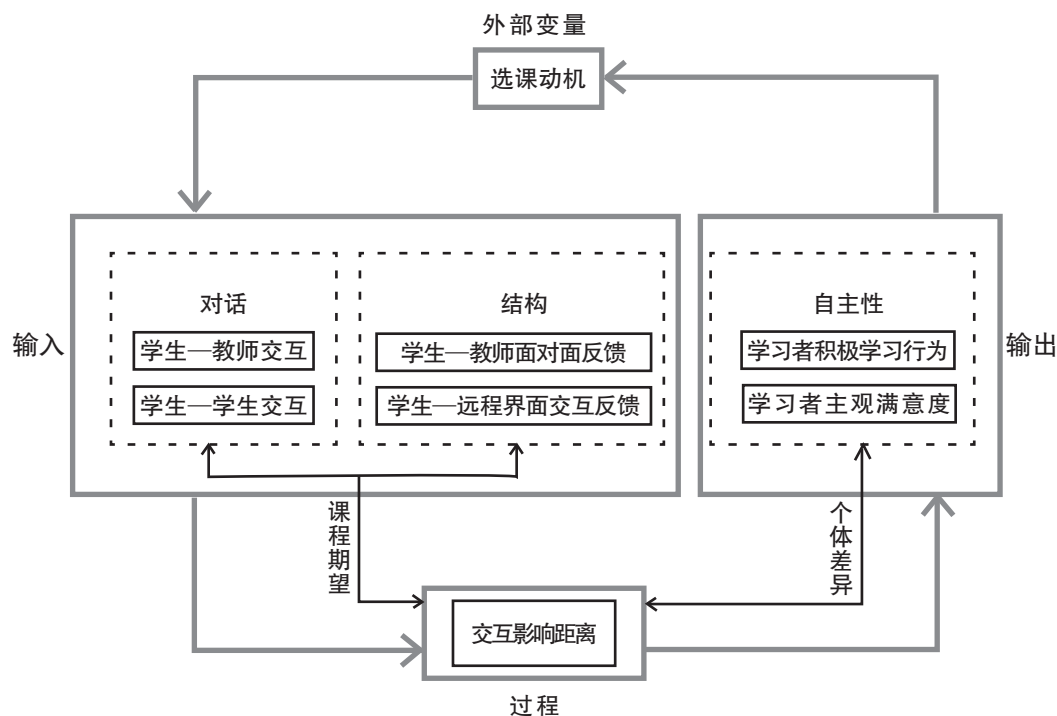 外部变量
选课动机
输入
对话
学生—教师交互
学生—学生交互
结构
学生—教师面对面反馈
学生—远程界面交互反馈
自主性
学习者积极学习行为
学习者主观满意度
输出
课程期望
个体差异
交互影响距离
过程